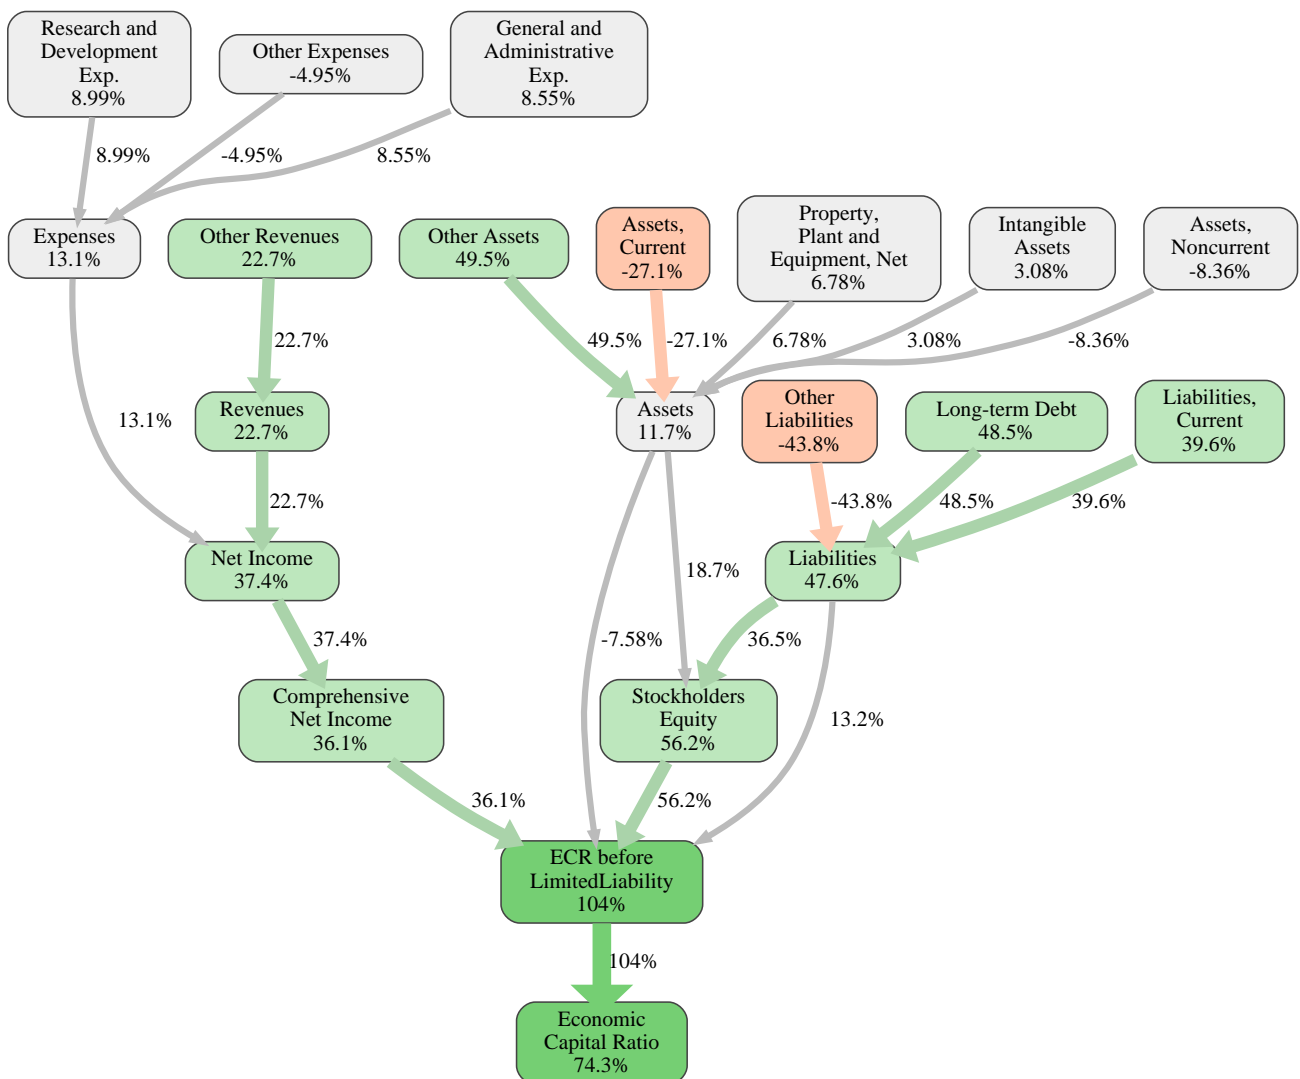 Research and
Development
Exp.
8.99%
Other Expenses
-4.95%
General and
Administrative
Exp.
8.55%
8.99%
-4.95%
8.55%
Expenses
13.1%
Other Revenues
22.7%
Other Assets
49.5%
Assets,
Current
-27.1%
Property,
Plant and
Equipment, Net
6.78%
Intangible
Assets
3.08%
Assets,
Noncurrent
-8.36%
22.7%
49.5%
-27.1%
6.78%
3.08%
-8.36%
13.1%
Revenues
22.7%
Assets
11.7%
Other
Liabilities
-43.8%
Long-term Debt
48.5%
Liabilities,
Current
39.6%
22.7%
-43.8%
48.5%
39.6%
Net Income
37.4%
18.7%
Liabilities
47.6%
37.4%
-7.58%
36.5%
13.2%
Comprehensive
Net Income
36.1%
Stockholders
Equity
56.2%
36.1%
56.2%
ECR before
LimitedLiability
104%
104%
Economic
Capital Ratio
74.3%